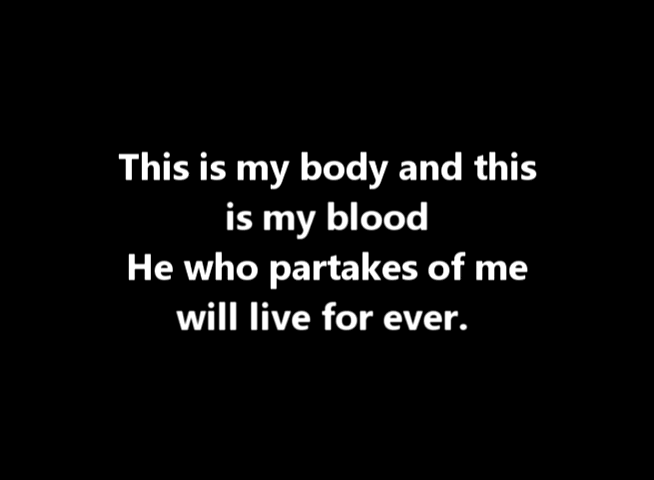 This is my body and this
is my blood
He who partakes of me
will live for ever.